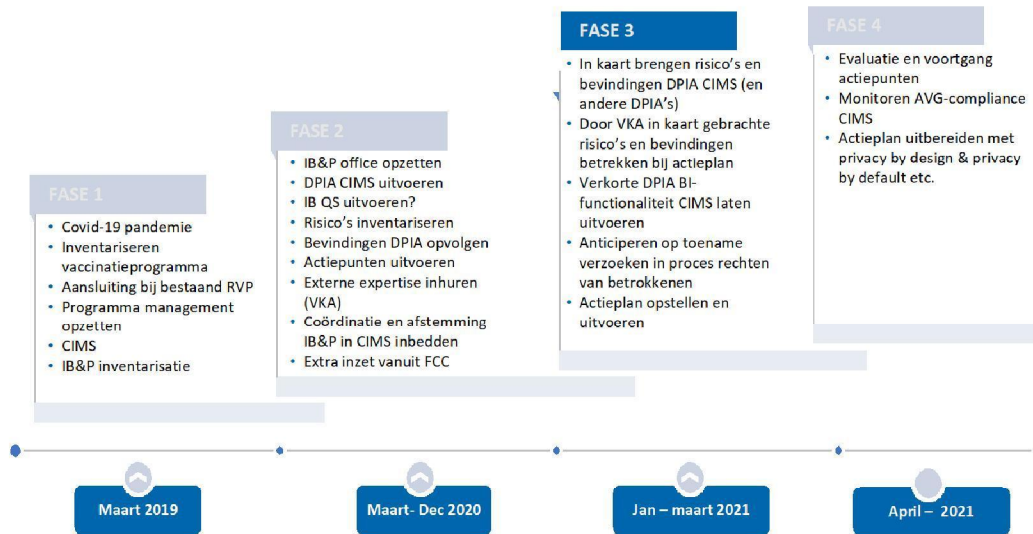 FASE 1
• Covid-19 pandemie
• Inventariseren
vaccinatieprogramma
• Aansluiting bij bestaand RVP
• Programma management
opzetten
• CIMS
• IB&P inventarisatie
FASE 2
• IB&P office opzetten
• DPIA CIMS uitvoeren
• IB QS uitvoeren?
• Risico's inventariseren
• Bevindingen DPIA opvolgen
• Actiepunten uitvoeren
• Externe expertise inhuren
(VKA)
• Coördinatie en afstemming
IB&P in CIMS inbedden
• Extra inzet vanuit FCC
FASE 3
• In kaart brengen risico's en
bevindingen DPIA CIMS (en
andere DPIA's)
• Door VKA in kaart gebrachte
risico's en bevindingen
betrekken bij actieplan
• Verkorte DPIA BI-
functionaliteit CIMS laten
uitvoeren
• Anticiperen op toename
verzoeken in proces rechten
van betrokkenen
• Actieplan opstellen en
uitvoeren
FASE 4
• Evaluatie en voortgang
actiepunten
• Monitoren AVG-compliance
CIMS
• Actieplan uitbereiden met
privacy by design & privacy
by default etc.
Maart 2019
Maart- Dec 2020
Jan – maart 2021
April – 2021